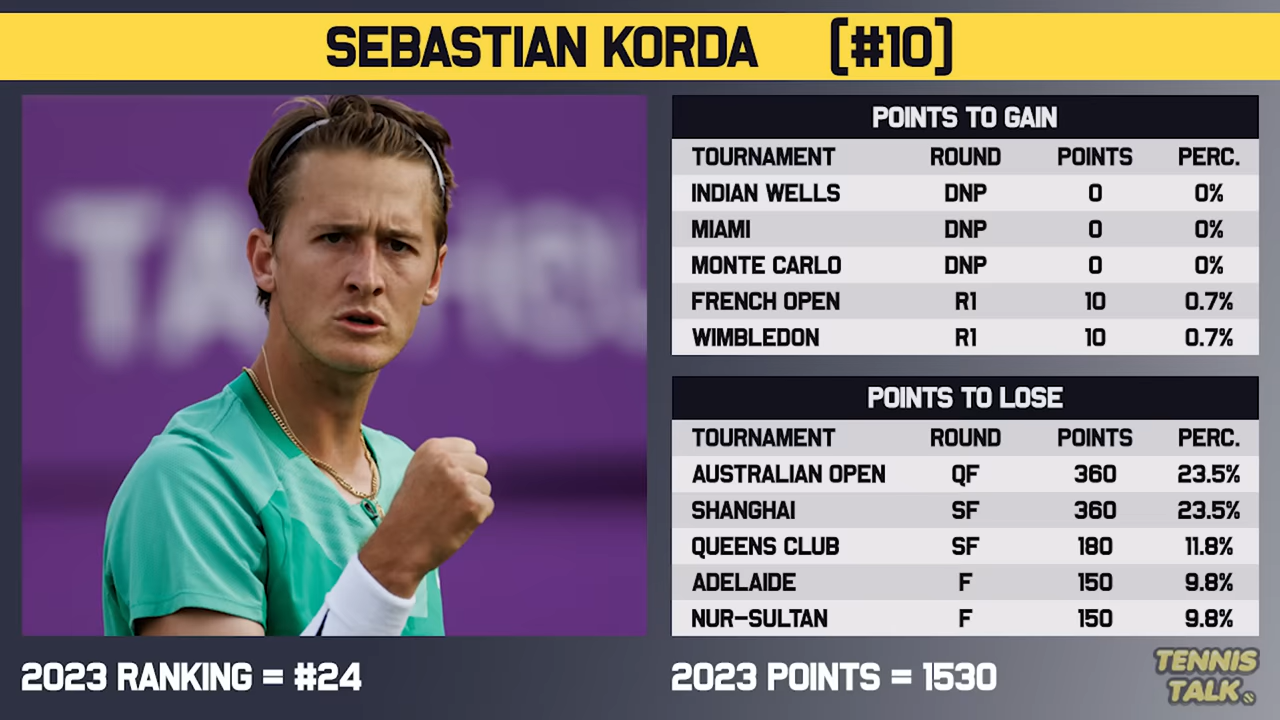 SEBASTIAN KORDA [#10]
POINTS TO GAIN
TOURNAMENT ROUND POINTS PERC.
INDIAN WELLS DNP 0 0%
MIAMI DNP 0 0%
MONTE CARLO DNP 0 0%
FRENCH OPEN R1 10 0.7%
WIMBLEDON R1 10 0.7%
POINTS TO LOSE
TOURNAMENT ROUND POINTS PERC.
AUSTRALIAN OPEN QF 360 23.5%
SHANGHAI SF 360 23.5%
QUEENS CLUB SF 180 11.8%
ADELAIDE F 150 9.8%
NUR-SULTAN F 150 9.8%
2023 RANKING = #24
2023 POINTS = 1530
TENNIS
TALK